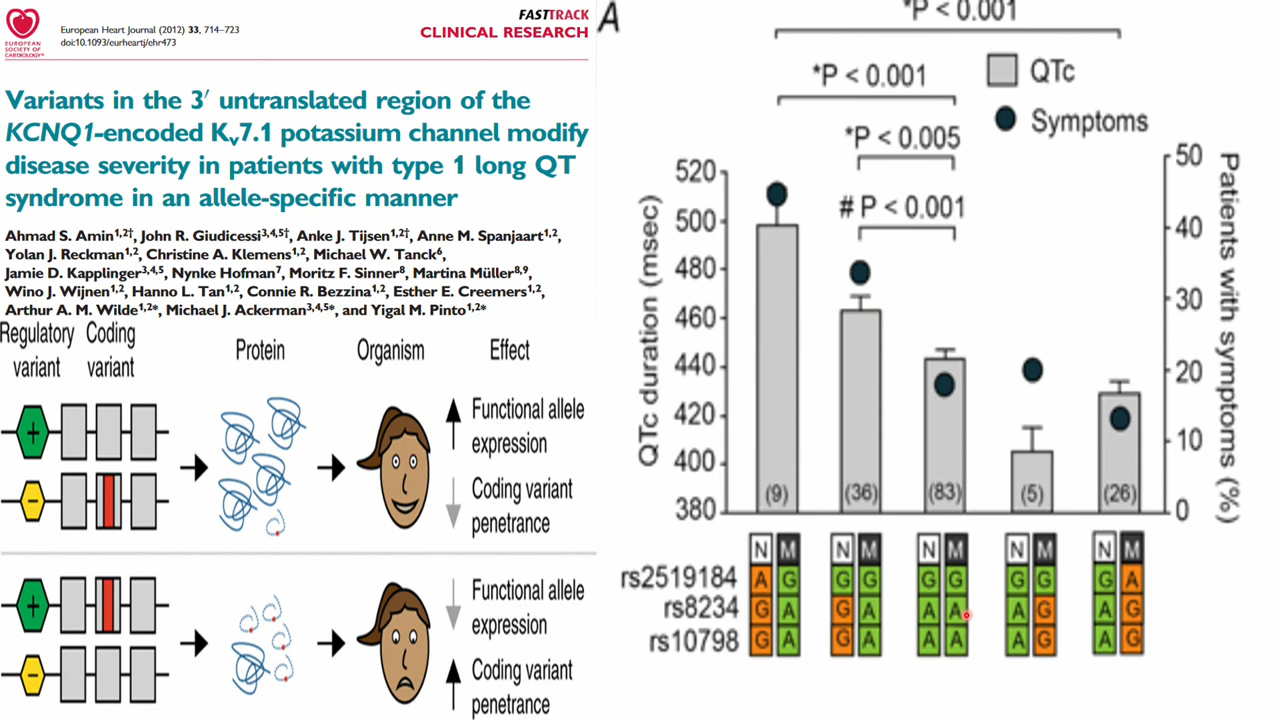 FASTTRACK
CLINICAL RESEARCH
EUROPEAN
SOCIETY OF
CARDIOLOGY®
European Heart Journal (2012) 33, 714–723
doi:10.1093/eurheartj/ehr473
Variants in the 3′ untranslated region of the
KCNQ1-encoded Kv7.1 potassium channel modify
disease severity in patients with type 1 long QT
syndrome in an allele-specific manner
Ahmad S. Amin1,2†, John R. Giudicessi3,4,5†, Anke J. Tijsen1,2†, Anne M. Spanjaart1,2,
Yolan J. Reckman1,2, Christine A. Klemens1,2, Michael W. Tanck6,
Jamie D. Kapplinger3,4,5, Nynke Hofman7, Moritz F. Sinner8, Martina Müller8,9,
Wino J. Wijnen1,2, Hanno L. Tan1,2, Connie R. Bezzina1,2, Esther E. Creemers1,2,
Arthur A. M. Wilde1,2*, Michael J. Ackerman3,4,5*, and Yigal M. Pinto1,2*
Regulatory variant
Coding variant
Protein
Organism
Effect
+
−
Functional allele
expression
Coding variant
penetrance
+
−
Functional allele
expression
Coding variant
penetrance
A
*P < 0.001
*P < 0.001
*P < 0.005
# P < 0.001
QTc
Symptoms
QTc duration (msec)
520
500
480
460
440
420
400
380
Patients with symptoms (%)
50
40
30
20
10
0
(9) (36) (83) (5) (26)
N M N M N M N M N M
rs2519184 A G G G G G G G G A
rs8234 G A G A A A A G A G
rs10798 G A G A A A A G A G